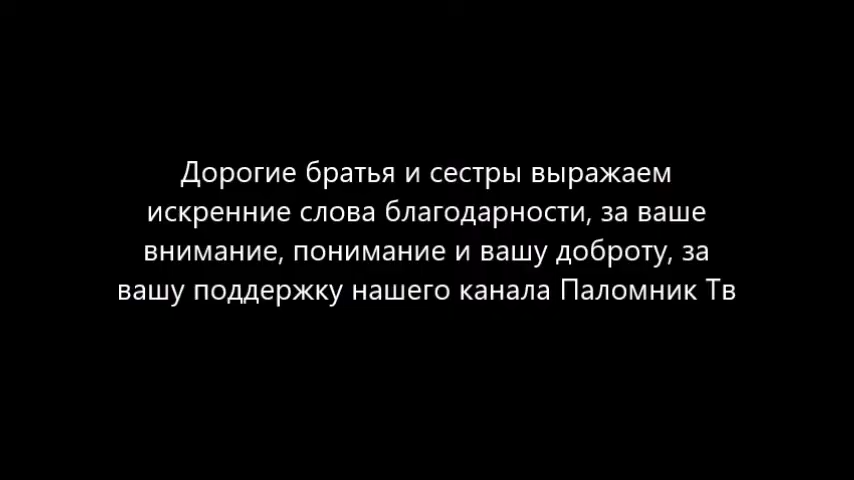 Дорогие братья и сестры выражаем
искренние слова благодарности, за ваше
внимание, понимание и вашу доброту, за
вашу поддержку нашего канала Паломник Тв